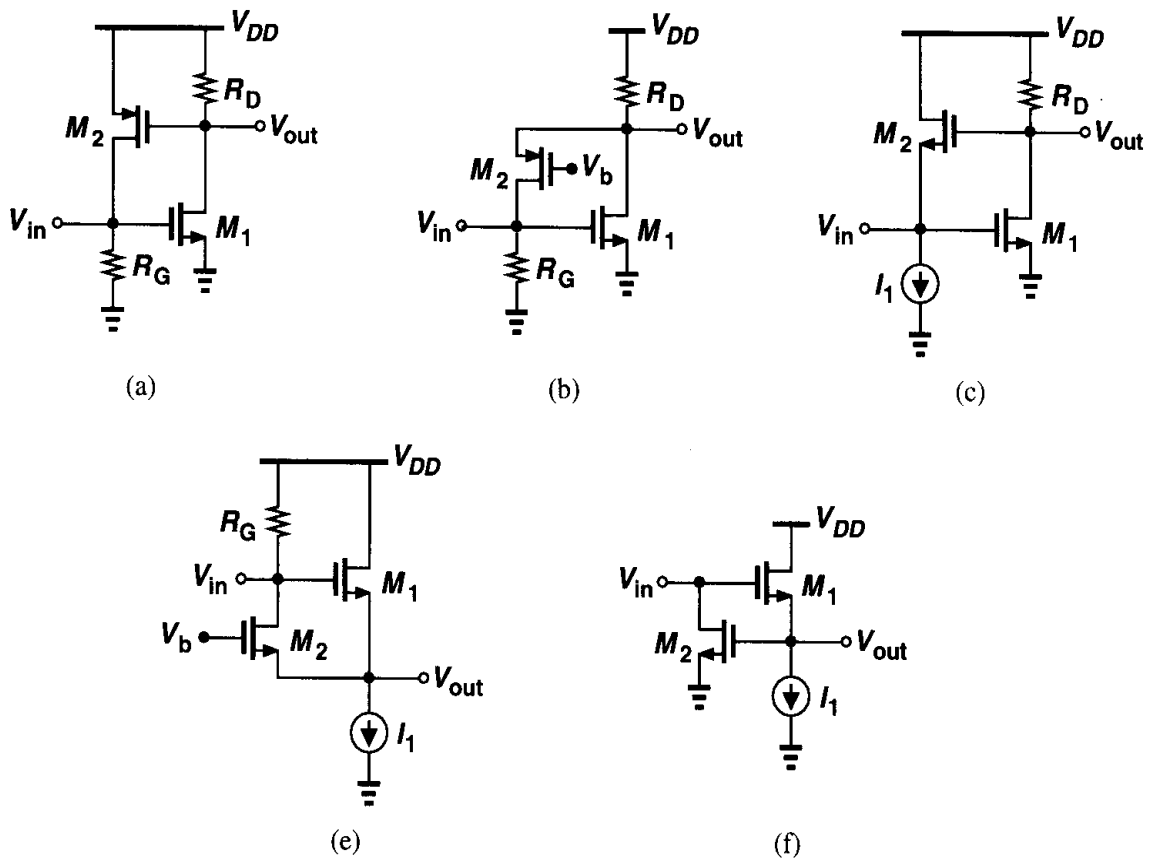 V_DD
R_D
M_2
V_out
V_in
M_1
R_G
(a)
V_DD
R_D
V_out
M_2
V_b
V_in
M_1
R_G
(b)
V_DD
R_D
M_2
V_out
V_in
M_1
I_1
(c)
V_DD
R_G
V_in
M_1
V_b
M_2
V_out
I_1
(e)
V_DD
V_in
M_1
M_2
V_out
I_1
(f)